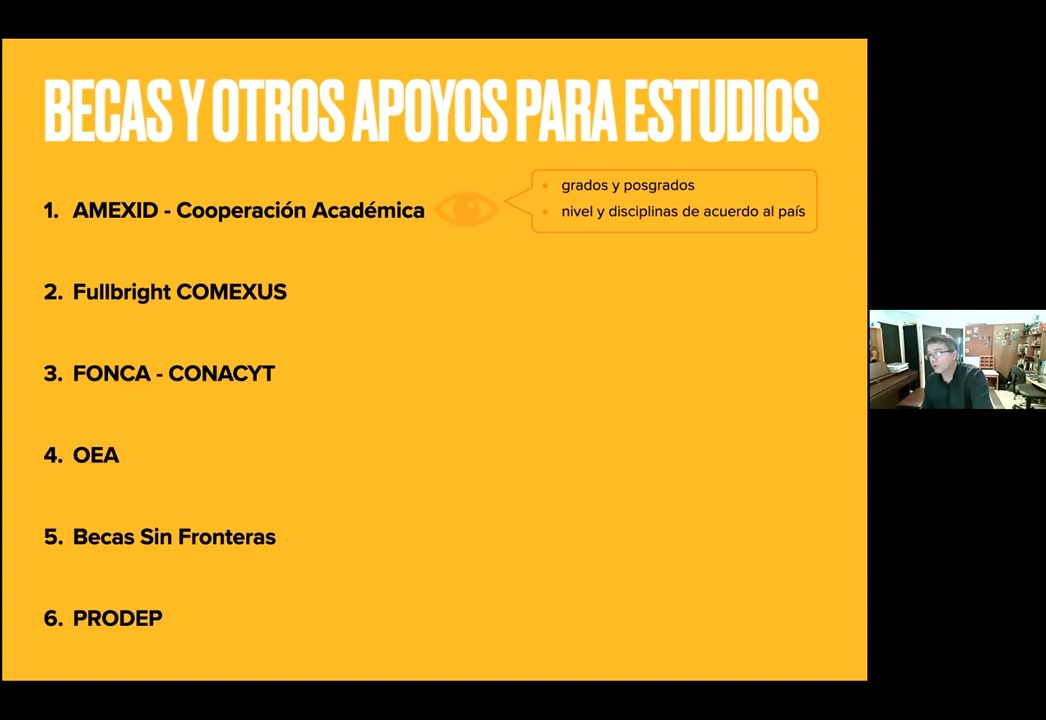 BECAS Y OTROS APOYOS PARA ESTUDIOS
1. AMEXID - Cooperación Académica
• grados y posgrados
• nivel y disciplinas de acuerdo al país
2. Fullbright COMEXUS
3. FONCA - CONACYT
4. OEA
5. Becas Sin Fronteras
6. PRODEP